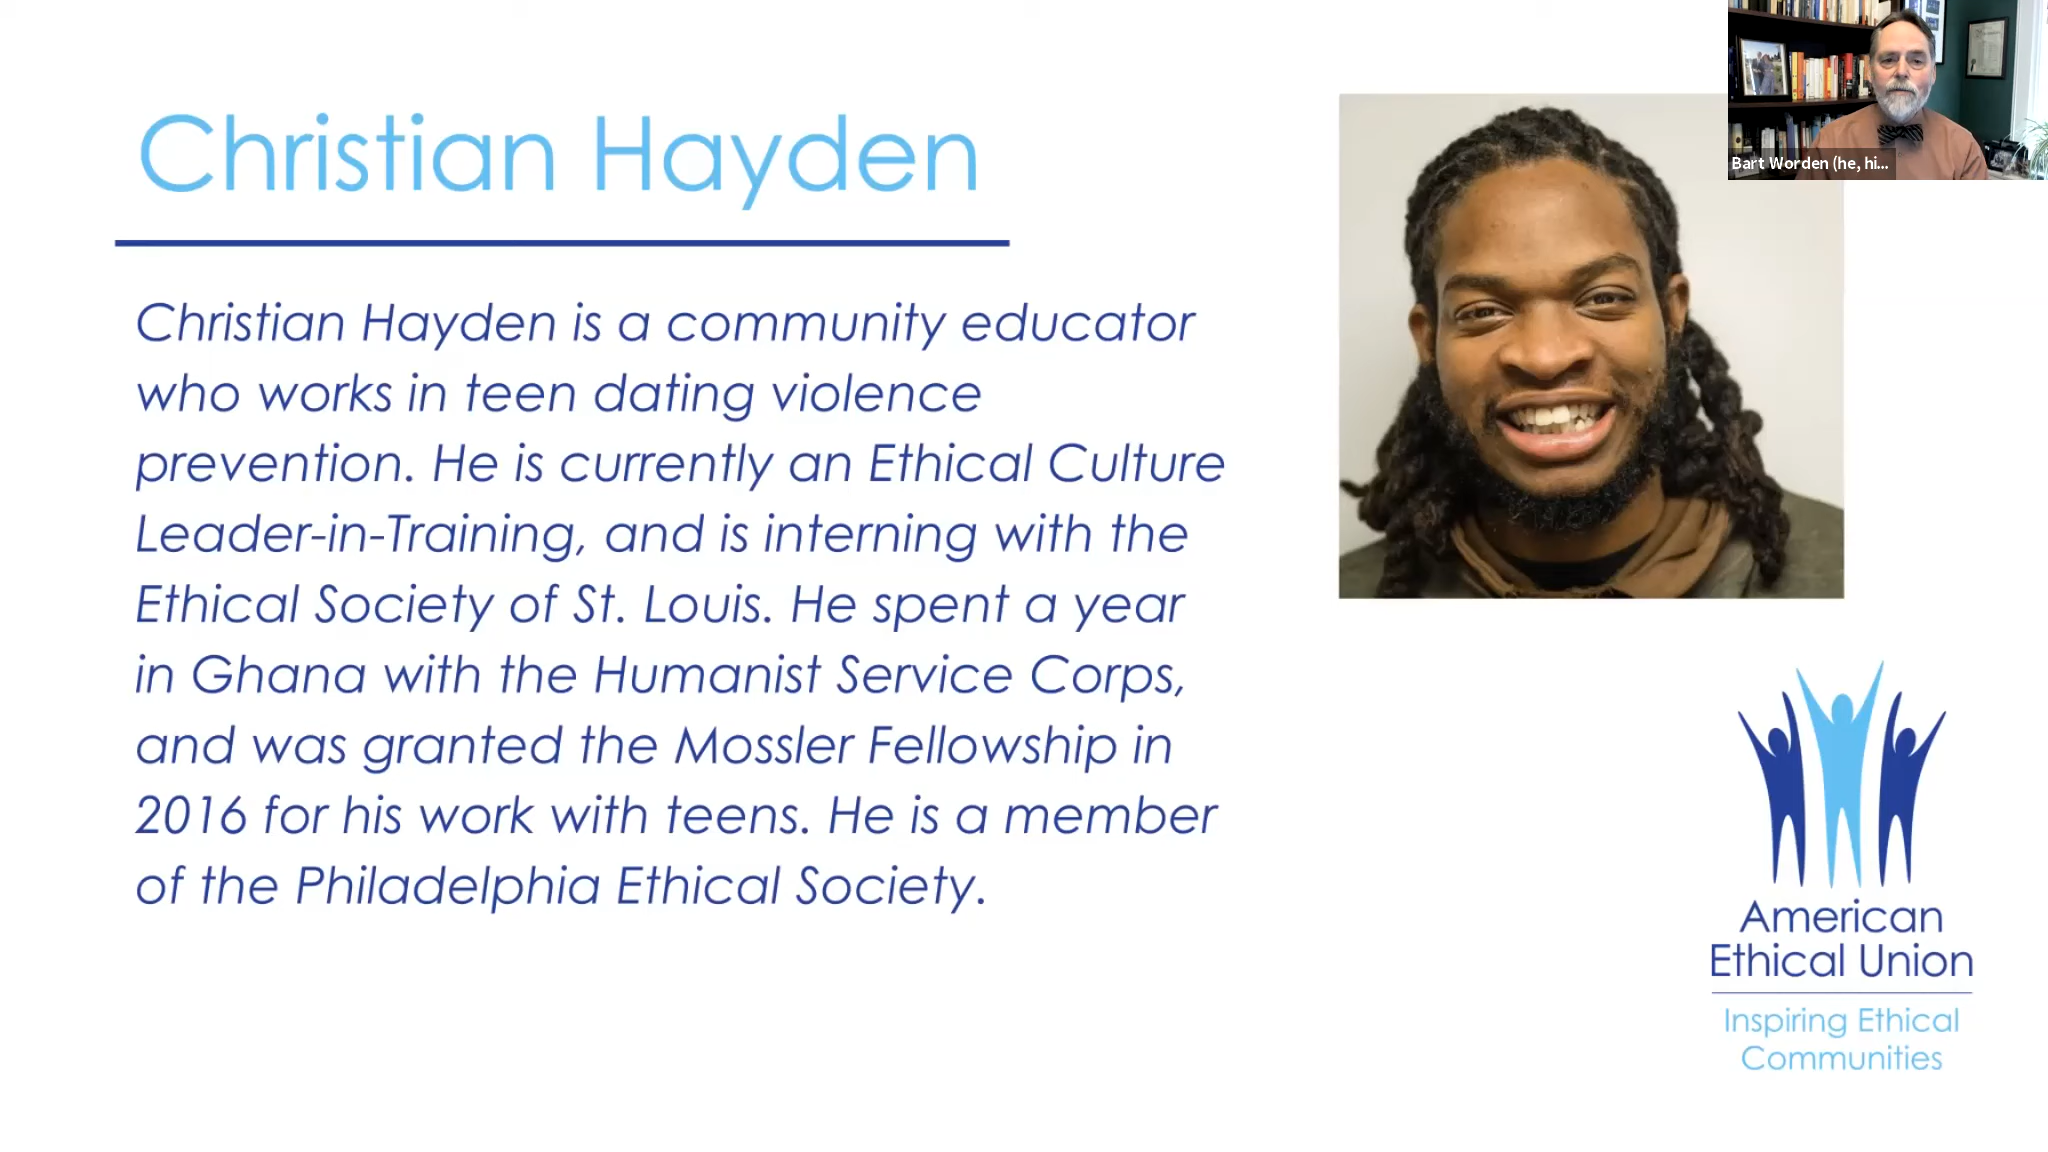 Christian Hayden
Christian Hayden is a community educator
who works in teen dating violence
prevention. He is currently an Ethical Culture
Leader-in-Training, and is interning with the
Ethical Society of St. Louis. He spent a year
in Ghana with the Humanist Service Corps,
and was granted the Mossler Fellowship in
2016 for his work with teens. He is a member
of the Philadelphia Ethical Society.
Bart Worden (he, hi...
American
Ethical Union
Inspiring Ethical
Communities